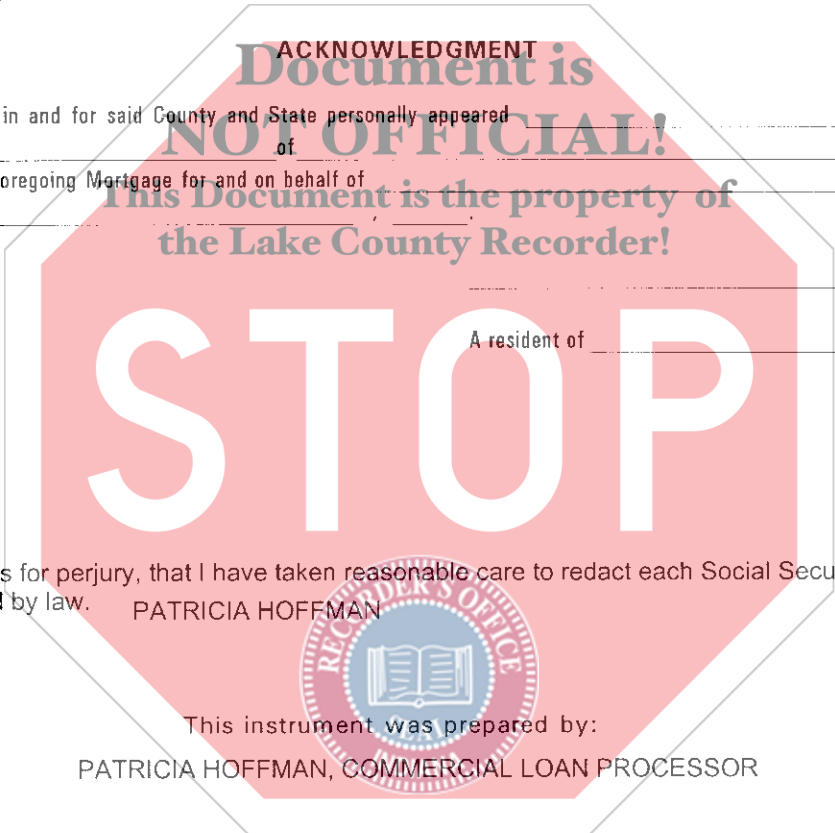 ACKNOWLEDGMENT
Document is
in and for said County and State personally appeared
NOT OFFICIAL!
of
oregoing Mortgage for and on behalf of
This Document is the property of
the Lake County Recorder!
A resident of
STOP
s for perjury, that I have taken reasonable care to redact each Social Secu
by law. PATRICIA HOFFMAN
RECORDER'S OFFICE
SEAL
INDIANA
This instrument was prepared by:
PATRICIA HOFFMAN, COMMERCIAL LOAN PROCESSOR